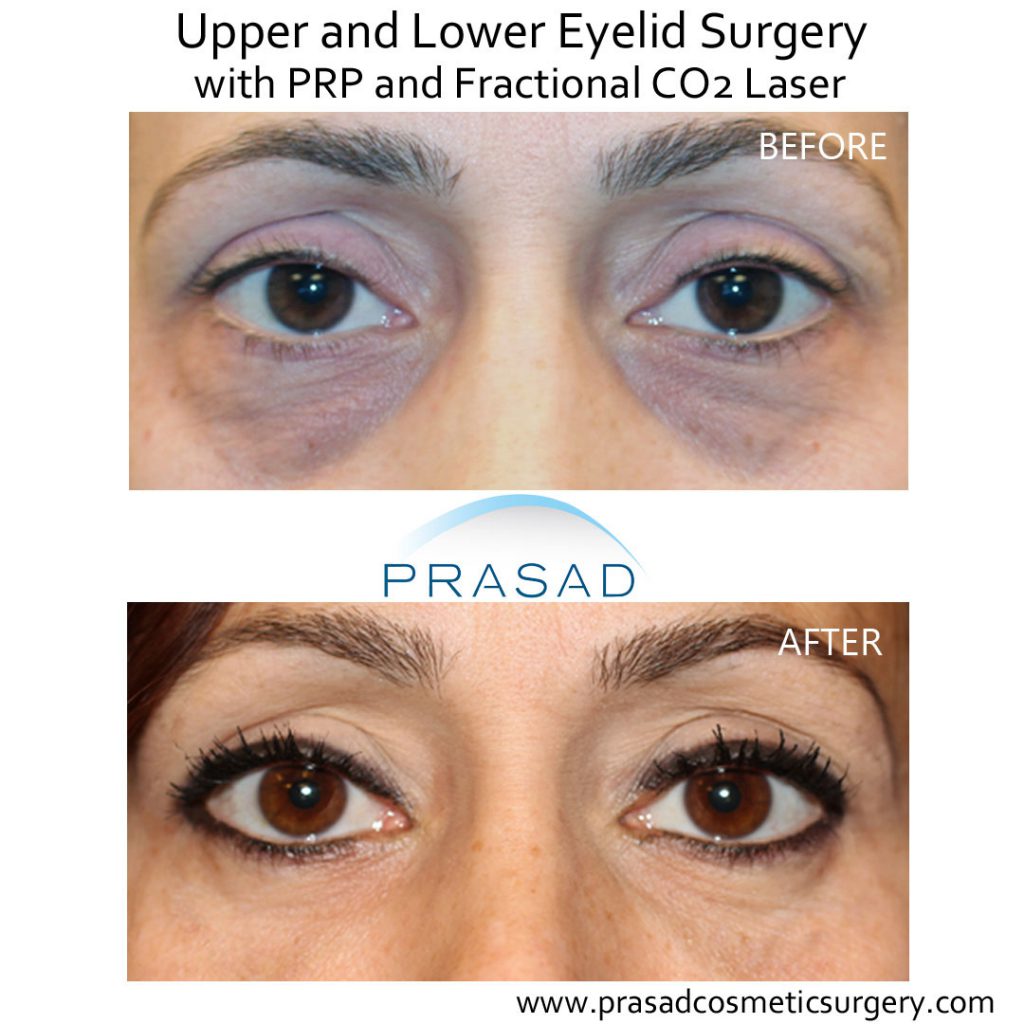 Upper and Lower Eyelid Surgery
with PRP and Fractional CO2 Laser
BEFORE
PRASAD
AFTER
www.prasadcosmeticsurgery.com